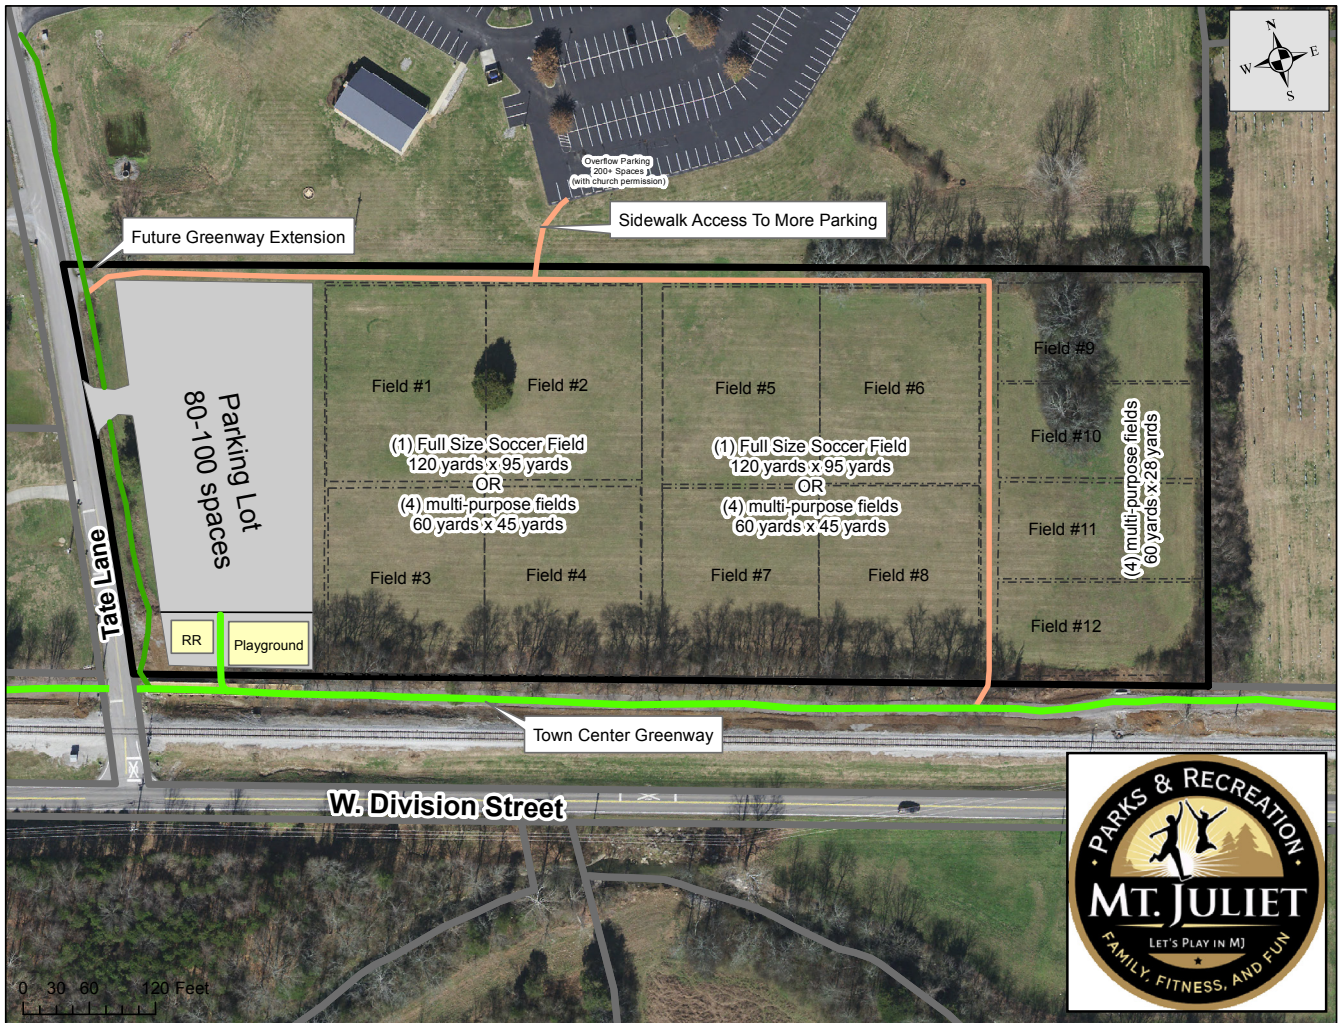 N
W
E
S
Overflow Parking
200+ Spaces
(with church permission)
Sidewalk Access To More Parking
Future Greenway Extension
Parking Lot
80-100 spaces
Tate Lane
RR
Playground
Field #1
Field #2
(1) Full Size Soccer Field
120 yards x 95 yards
OR
(4) multi-purpose fields
60 yards x 45 yards
Field #3
Field #4
Field #5
Field #6
(1) Full Size Soccer Field
120 yards x 95 yards
OR
(4) multi-purpose fields
60 yards x 45 yards
Field #7
Field #8
Field #9
Field #10
Field #11
Field #12
(4) multi-purpose fields
60 yards x 28 yards
Town Center Greenway
W. Division Street
0 30 60 120 Feet
PARKS & RECREATION
MT. JULIET
LET'S PLAY IN MJ
FAMILY, FITNESS, AND FUN